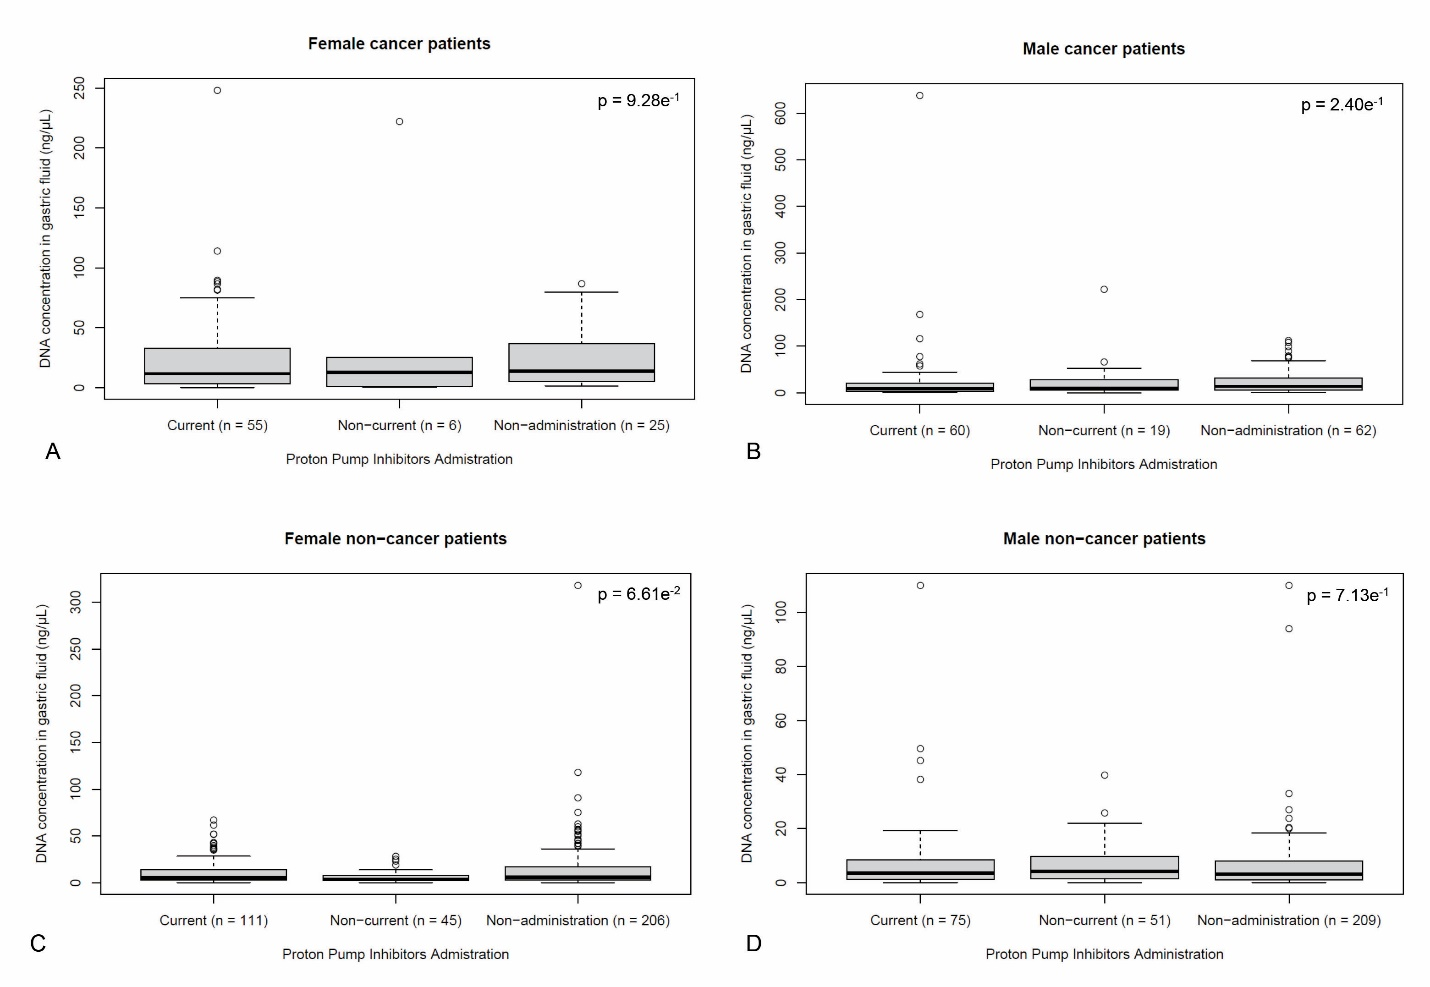 Female cancer patients
p = 9.28e-1
DNA concentration in gastric fluid (ng/μL)
250
200
150
100
50
0
Current (n = 55) Non−current (n = 6) Non−administration (n = 25)
A
Proton Pump Inhibitors Admistration
Male cancer patients
p = 2.40e-1
DNA concentration in gastric fluid (ng/μL)
600
500
400
300
200
100
0
Current (n = 60) Non−current (n = 19) Non−administration (n = 62)
B
Proton Pump Inhibitors Admistration
Female non−cancer patients
p = 6.61e-2
DNA concentration in gastric fluid (ng/μL)
300
250
200
150
100
50
0
Current (n = 111) Non−current (n = 45) Non−administration (n = 206)
C
Proton Pump Inhibitors Admistration
Male non−cancer patients
p = 7.13e-1
DNA concentration in gastric fluid (ng/μL)
100
80
60
40
20
0
Current (n = 75) Non−current (n = 51) Non−administration (n = 209)
D
Proton Pump Inhibitors Administration